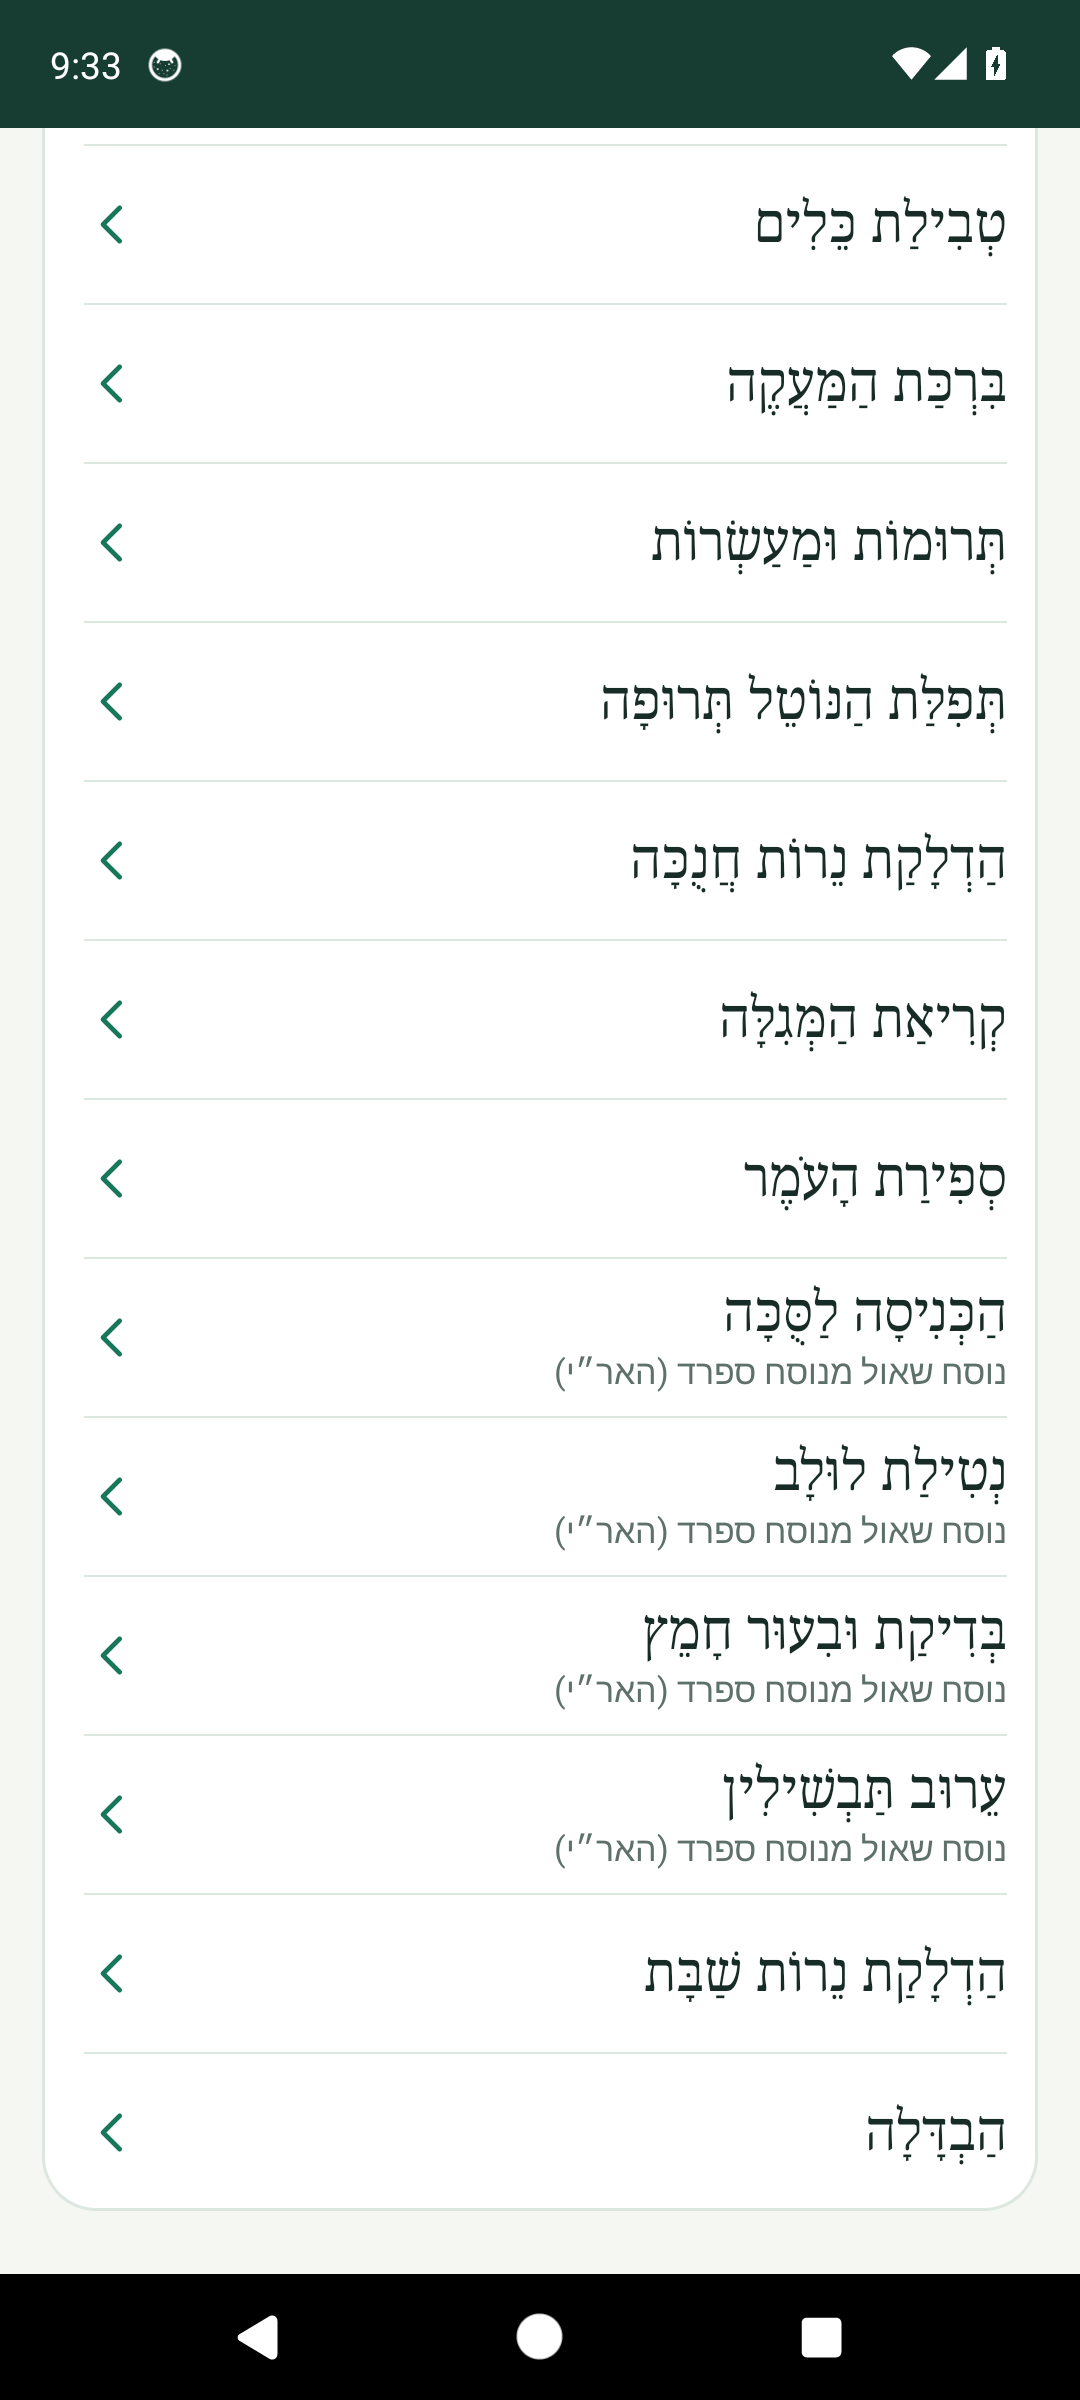 9:33
טְבִילַת כֵּלִים
בִּרְכַּת הַמַּעֲקֶה
תְּרוּמוֹת וּמַעַשְׂרוֹת
תְּפִלַּת הַנּוֹטֵל תְּרוּפָה
הַדְלָקַת נֵרוֹת חֲנֻכָּה
קְרִיאַת הַמְּגִלָּה
סְפִירַת הָעֹמֶר
הַכְּנִיסָה לַסֻּכָּה
נוסח שאול מנוסח ספרד (האר״י)
נְטִילַת לוּלָב
נוסח שאול מנוסח ספרד (האר״י)
בְּדִיקַת וּבִעוּר חָמֵץ
נוסח שאול מנוסח ספרד (האר״י)
עֵרוּב תַּבְשִׁילִין
נוסח שאול מנוסח ספרד (האר״י)
הַדְלָקַת נֵרוֹת שַׁבָּת
הַבְדָּלָה